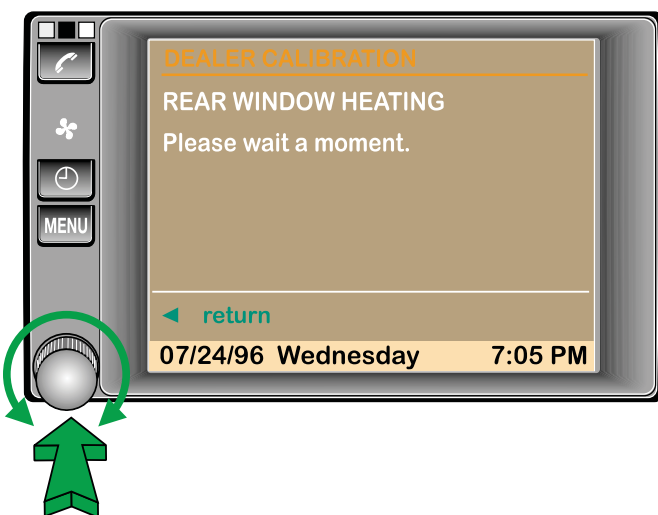 DEALER CALIBRATION
REAR WINDOW HEATING
Please wait a moment.
MENU
◄ return
07/24/96 Wednesday 7:05 PM